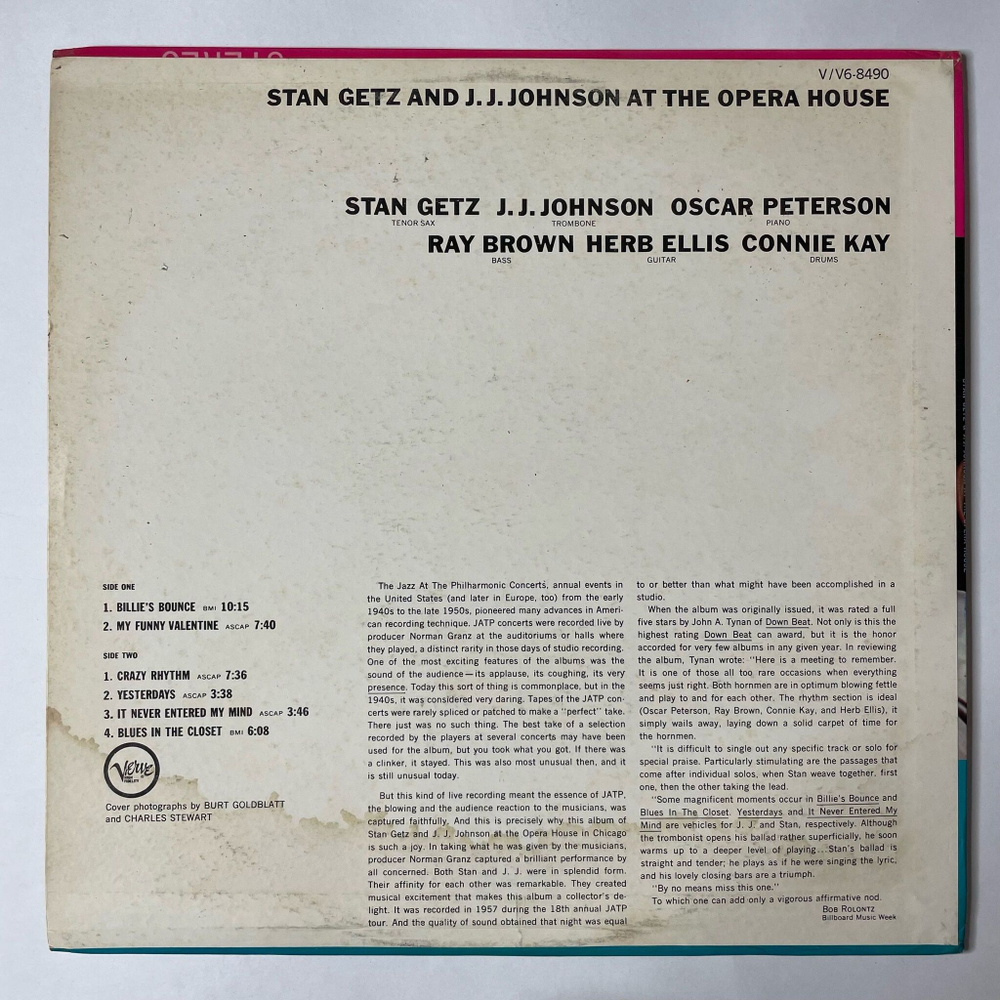 STEREO
V/V6-8490
STAN GETZ AND J. J. JOHNSON AT THE OPERA HOUSE
STAN GETZ J. J. JOHNSON OSCAR PETERSON
TENOR SAX TROMBONE PIANO
RAY BROWN HERB ELLIS CONNIE KAY
BASS GUITAR DRUMS
SIDE ONE
1. BILLIE'S BOUNCE BMI 10:15
2. MY FUNNY VALENTINE ASCAP 7:40
SIDE TWO
1. CRAZY RHYTHM ASCAP 7:36
2. YESTERDAYS ASCAP 3:38
3. IT NEVER ENTERED MY MIND ASCAP 3:46
4. BLUES IN THE CLOSET BMI 6:08
Verve
HIGH
FIDELITY
Cover photographs by BURT GOLDBLATT
and CHARLES STEWART
The Jazz At The Philharmonic Concerts, annual events in
the United States (and later in Europe, too) from the early
1940s to the late 1950s, pioneered many advances in Ameri-
can recording technique. JATP concerts were recorded live by
producer Norman Granz at the auditoriums or halls where
they played, a distinct rarity in those days of studio recording.
One of the most exciting features of the albums was the
sound of the audience—its applause, its coughing, its very
presence. Today this sort of thing is commonplace, but in the
1940s, it was considered very daring. Tapes of the JATP con-
certs were rarely spliced or patched to make a "perfect" take.
There just was no such thing. The best take of a selection
recorded by the players at several concerts may have been
used for the album, but you took what you got. If there was
a clinker, it stayed. This was also most unusual then, and it
is still unusual today.
But this kind of live recording meant the essence of JATP,
the blowing and the audience reaction to the musicians, was
captured faithfully. And this is precisely why this album of
Stan Getz and J. J. Johnson at the Opera House in Chicago
is such a joy. In taking what he was given by the musicians,
producer Norman Granz captured a brilliant performance by
all concerned. Both Stan and J. J. were in splendid form.
Their affinity for each other was remarkable. They created
musical excitement that makes this album a collector's de-
light. It was recorded in 1957 during the 18th annual JATP
tour. And the quality of sound obtained that night was equal
to or better than what might have been accomplished in a
studio.
When the album was originally issued, it was rated a full
five stars by John A. Tynan of Down Beat. Not only is this the
highest rating Down Beat can award, but it is the honor
accorded for very few albums in any given year. In reviewing
the album, Tynan wrote: "Here is a meeting to remember.
It is one of those all too rare occasions when everything
seems just right. Both hornmen are in optimum blowing fettle
and play to and for each other. The rhythm section is ideal
(Oscar Peterson, Ray Brown, Connie Kay, and Herb Ellis), it
simply wails away, laying down a solid carpet of time for
the hornmen.
"It is difficult to single out any specific track or solo for
special praise. Particularly stimulating are the passages that
come after individual solos, when Stan weave together. first
one, then the other taking the lead.
"Some magnificent moments occur in Billie's Bounce and
Blues In The Closet. Yesterdays and It Never Entered My
Mind are vehicles for J. J. and Stan, respectively. Although
the trombonist opens his ballad rather superficially, he soon
warms up to a deeper level of playing...Stan's ballad is
straight and tender; he plays as if he were singing the lyric,
and his lovely closing bars are a triumph.
"By no means miss this one."
To which one can add only a vigorous affirmative nod.
BOB ROLONTZ
Billboard Music Week